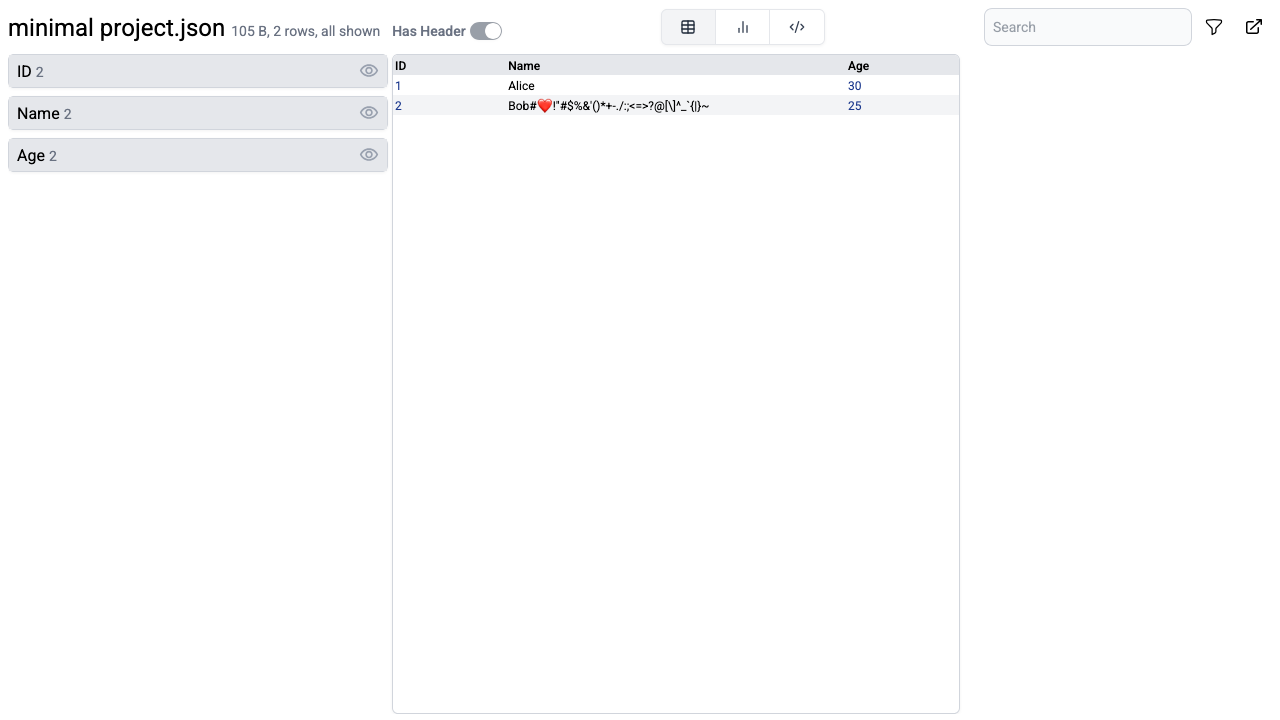 minimal project.json 105 B, 2 rows, all shown Has Header </> Search
ID 2
Name 2
Age 2
ID Name Age
1 Alice 30
2 Bob#❤️!"#$%&'()*+-./:;<=>?@[\]^_`{|}~ 25